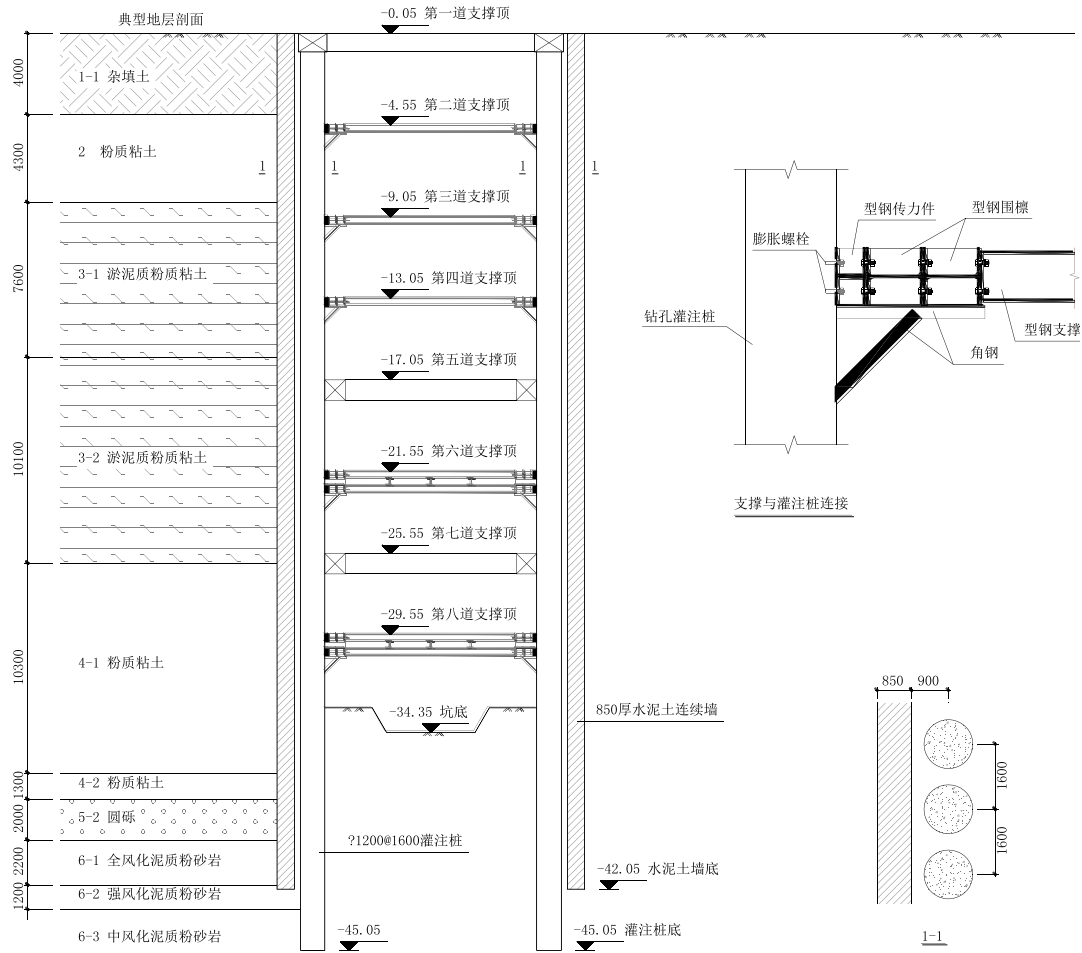 典型地层剖面
4000
1-1 杂填土
4300
2 粉质粘土
7600
3-1 淤泥质粉质粘土
10100
3-2 淤泥质粉质粘土
10300
4-1 粉质粘土
1300
4-2 粉质粘土
2000
5-2 圆砾
2200
6-1 全风化泥质粉砂岩
1200
6-2 强风化泥质粉砂岩
6-3 中风化泥质粉砂岩
-0.05 第一道支撑顶
-4.55 第二道支撑顶
1
1
1
1
-9.05 第三道支撑顶
-13.05 第四道支撑顶
-17.05 第五道支撑顶
-21.55 第六道支撑顶
-25.55 第七道支撑顶
-29.55 第八道支撑顶
-34.35 坑底
850厚水泥土连续墙
?1200@1600灌注桩
-42.05 水泥土墙底
-45.05
-45.05 灌注桩底
型钢传力件
型钢围檩
膨胀螺栓
钻孔灌注桩
型钢支撑
角钢
支撑与灌注桩连接
850
900
1600
1600
1-1